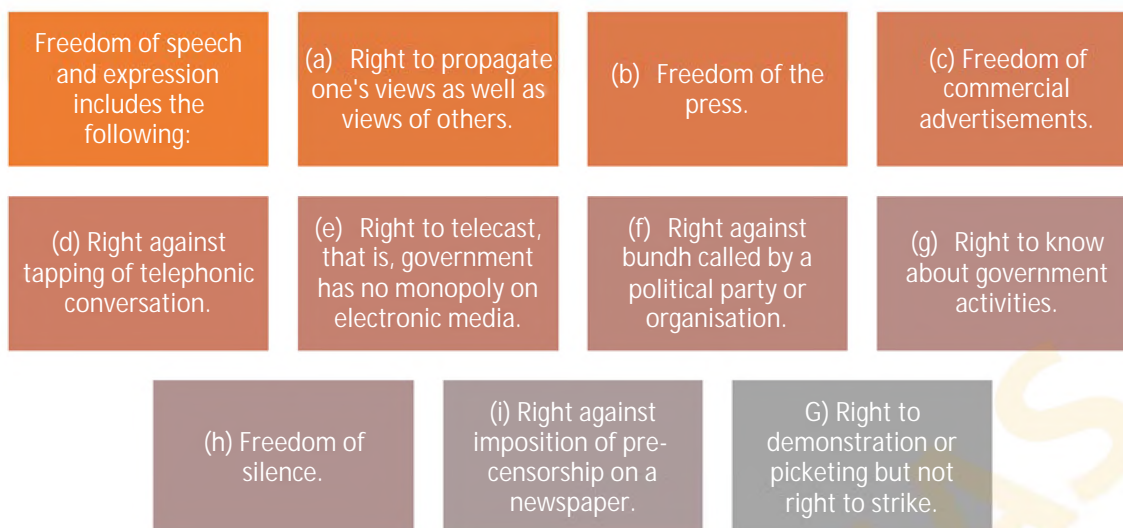 Freedom of speech
and expression
includes the
following:
(a) Right to propagate
one's views as well as
views of others.
(b) Freedom of the
press.
(c) Freedom of
commercial
advertisements.
(d) Right against
tapping of telephonic
conversation.
(e) Right to telecast,
that is, government
has no monopoly on
electronic media.
(f) Right against
bundh called by a
political party or
organisation.
(g) Right to know
about government
activities.
(h) Freedom of
silence.
(i) Right against
imposition of pre-
censorship on a
newspaper.
G) Right to
demonstration or
picketing but not
right to strike.